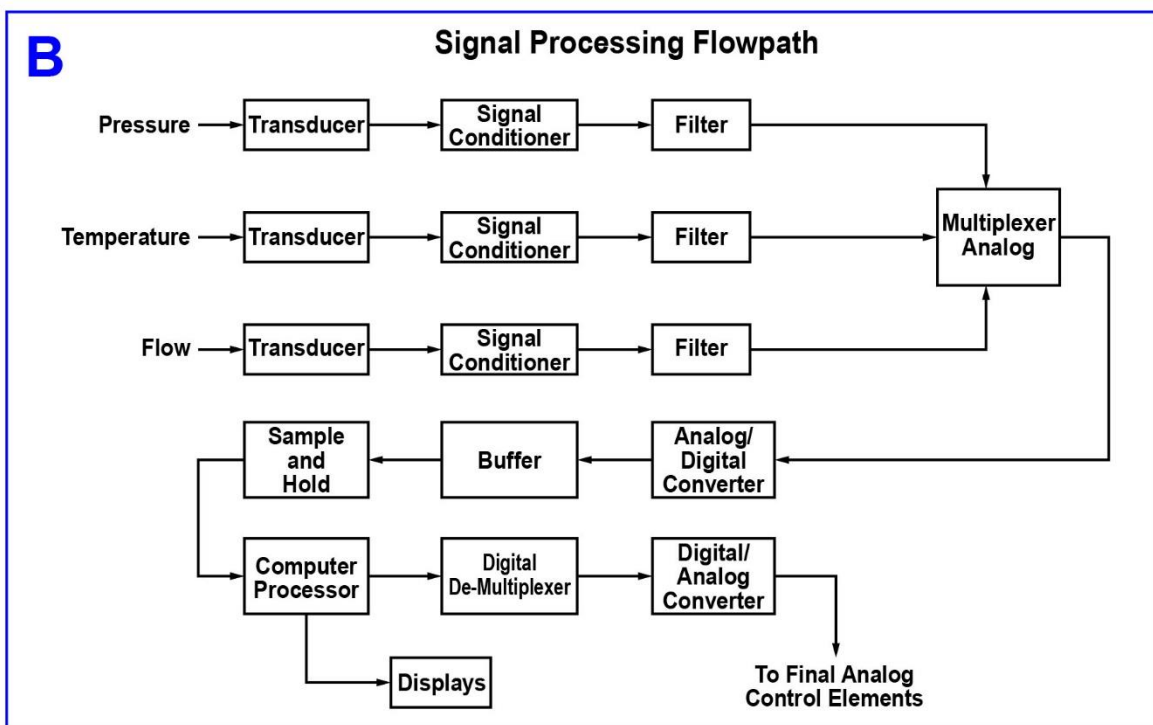 B
Signal Processing Flowpath
Pressure
Transducer
Signal
Conditioner
Filter
Temperature
Transducer
Signal
Conditioner
Filter
Multiplexer
Analog
Flow
Transducer
Signal
Conditioner
Filter
Sample
and
Hold
Buffer
Analog/
Digital
Converter
Computer
Processor
Digital
De-Multiplexer
Digital/
Analog
Converter
Displays
To Final Analog
Control Elements